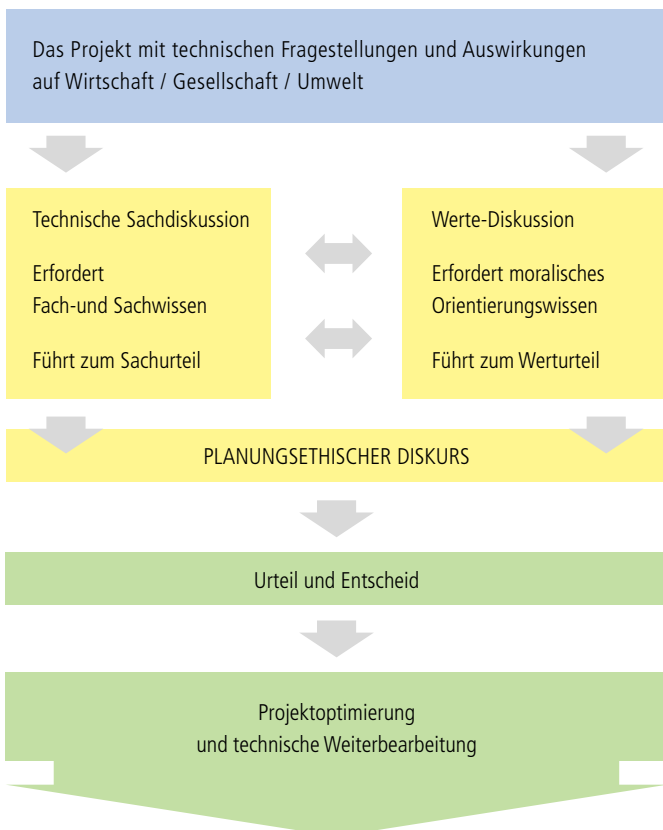 Das Projekt mit technischen Fragestellungen und Auswirkungen
auf Wirtschaft / Gesellschaft / Umwelt
Technische Sachdiskussion
Erfordert
Fach-und Sachwissen
Führt zum Sachurteil
Werte-Diskussion
Erfordert moralisches
Orientierungswissen
Führt zum Werturteil
PLANUNGSETHISCHER DISKURS
Urteil und Entscheid
Projektoptimierung
und technische Weiterbearbeitung